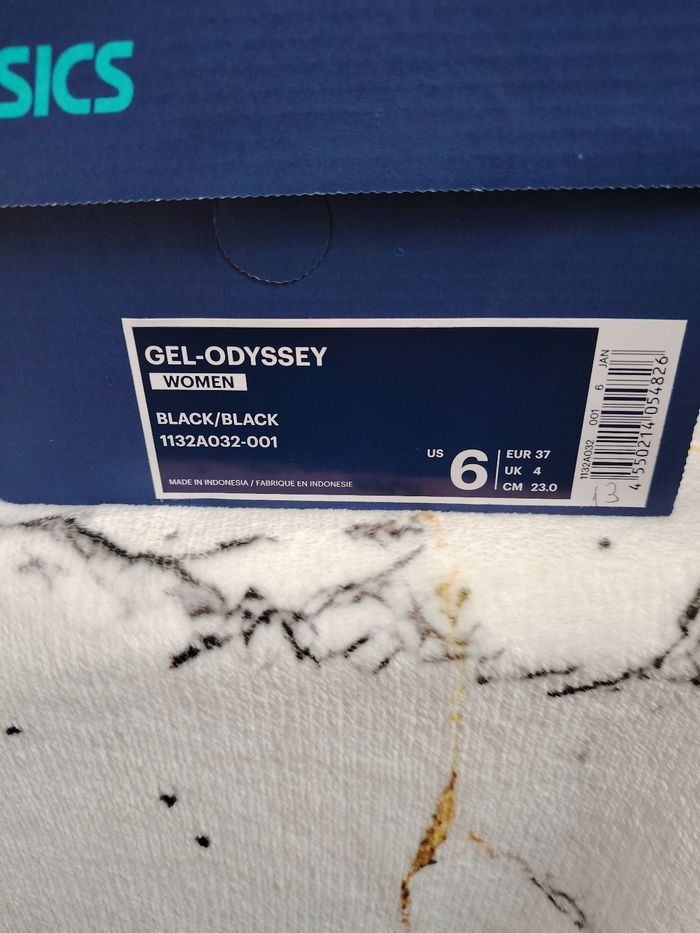 SICS
GEL-ODYSSEY
WOMEN
BLACK/BLACK
1132A032-001
MADE IN INDONESIA / FABRIQUE EN INDONESIE
US 6
EUR 37
UK 4
CM 23.0
1132A032 001 6 JAN
4 550214 054826
13